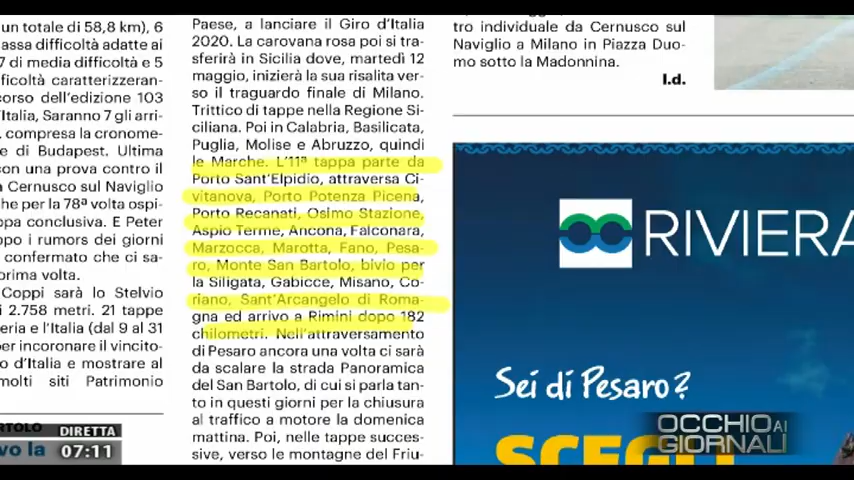 un totale di 58,8 km), 6
assa difficoltà adatte ai
7 di media difficoltà e 5
ficoltà caratterizzeran-
corso dell'edizione 103
l'Italia, Saranno 7 gli arri-
, compresa la cronome-
e di Budapest. Ultima
con una prova contro il
a Cernusco sul Naviglio
che per la 78ª volta ospi-
ppa conclusiva. E Peter
ppo i rumors dei giorni
confermato che ci sa-
prima volta.
Coppi sarà lo Stelvio
i 2.758 metri. 21 tappe
eria e l'Italia (dal 9 al 31
per incoronare il vincito-
o d'Italia e mostrare al
molti siti Patrimonio
Paese, a lanciare il Giro d'Italia
2020. La carovana rosa poi si tra-
sferirà in Sicilia dove, martedì 12
maggio, inizierà la sua risalita ver-
so il traguardo finale di Milano.
Trittico di tappe nella Regione Si-
ciliana. Poi in Calabria, Basilicata,
Puglia, Molise e Abruzzo, quindi
le Marche. L'11ª tappa parte da
Porto Sant'Elpidio, attraversa Ci-
vitanova, Porto Potenza Picena,
Porto Recanati, Osimo Stazione,
Aspio Terme, Ancona, Falconara,
Marzocca, Marotta, Fano, Pesa-
ro, Monte San Bartolo, bivio per
la Siligata, Gabicce, Misano, Co-
riano, Sant'Arcangelo di Roma-
gna ed arrivo a Rimini dopo 182
chilometri. Nell'attraversamento
di Pesaro ancora una volta ci sarà
da scalare la strada Panoramica
del San Bartolo, di cui si parla tan-
to in questi giorni per la chiusura
al traffico a motore la domenica
mattina. Poi, nelle tappe succes-
sive, verso le montagne del Friu-
tro individuale da Cernusco sul
Naviglio a Milano in Piazza Duo-
mo sotto la Madonnina.
l.d.
RIVIERA
Sei di Pesaro?
SCEGLI
OCCHIO AI
GIORNALI
RTOLO DIRETTA
vo la 07:11